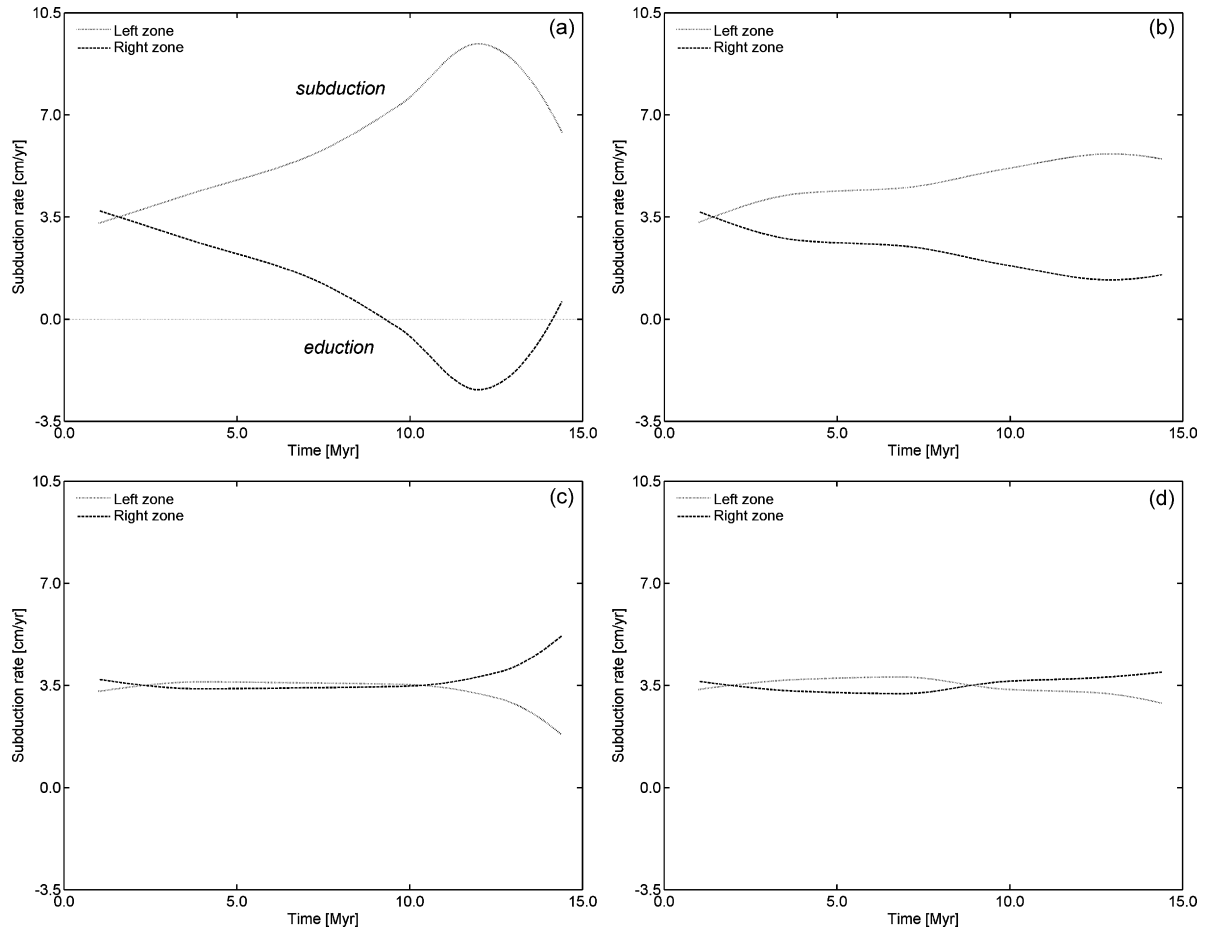 (a)
Left zone
Right zone
subduction
eduction
Subduction rate [cm/yr]
10.5
7.0
3.5
0.0
-3.5
0.0 5.0 10.0 15.0
Time [Myr]
(b)
Left zone
Right zone
Subduction rate [cm/yr]
10.5
7.0
3.5
0.0
-3.5
0.0 5.0 10.0 15.0
Time [Myr]
(c)
Left zone
Right zone
Subduction rate [cm/yr]
10.5
7.0
3.5
0.0
-3.5
0.0 5.0 10.0 15.0
Time [Myr]
(d)
Left zone
Right zone
Subduction rate [cm/yr]
10.5
7.0
3.5
0.0
-3.5
0.0 5.0 10.0 15.0
Time [Myr]